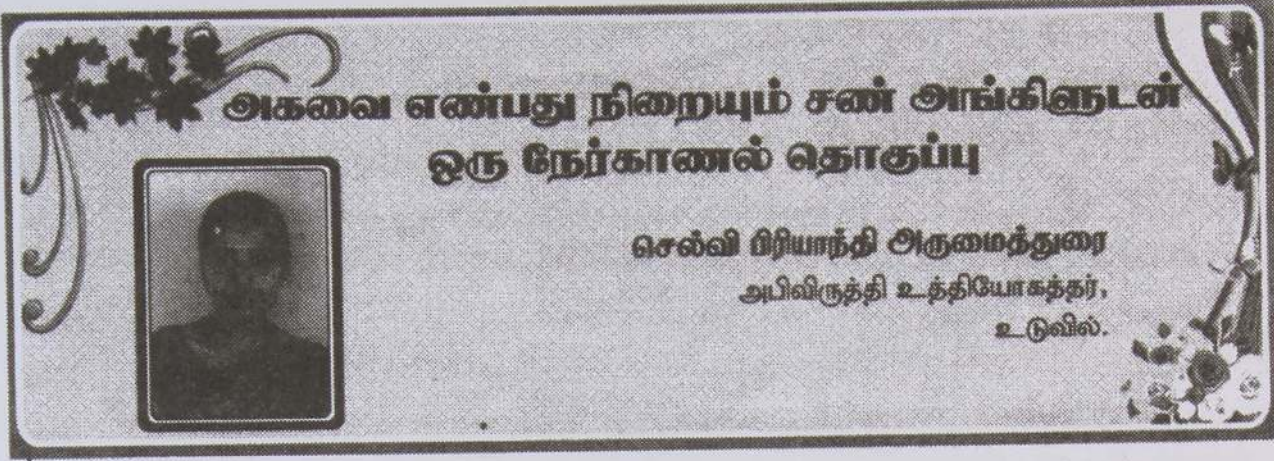 அகவை எண்பது நிறையும் சண் அங்கிளுடன்
ஒரு நேர்காணல் தொகுப்பு
செல்வி பிரியாந்தி அருமைத்துரை
அபிவிருத்தி உத்தியோகத்தர்,
உடுவில்.